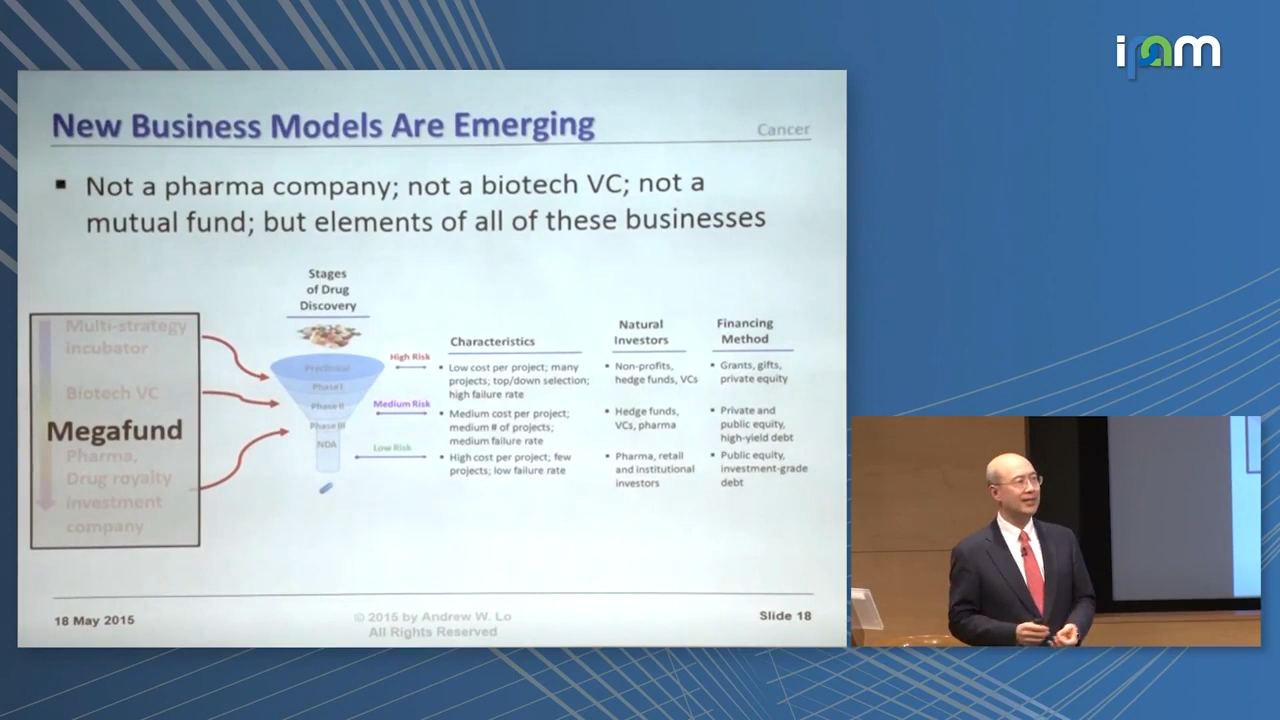 ipam
New Business Models Are Emerging
Cancer
▪ Not a pharma company; not a biotech VC; not a
mutual fund; but elements of all of these businesses
Stages
of Drug
Discovery
Multi-strategy
incubator
Biotech VC
Megafund
Pharma,
Drug royalty
investment
company
Preclinical
Phase I
Phase II
Phase III
NDA
High Risk
Medium Risk
Low Risk
Characteristics
▪ Low cost per project; many
projects; top/down selection;
high failure rate
▪ Medium cost per project;
medium # of projects;
medium failure rate
▪ High cost per project; few
projects; low failure rate
Natural
Investors
▪ Non-profits,
hedge funds, VCs
▪ Hedge funds,
VCs, pharma
▪ Pharma, retail
and institutional
investors
Financing
Method
▪ Grants, gifts,
private equity
▪ Private and
public equity,
high-yield debt
▪ Public equity,
investment-grade
debt
18 May 2015
© 2015 by Andrew W. Lo
All Rights Reserved
Slide 18